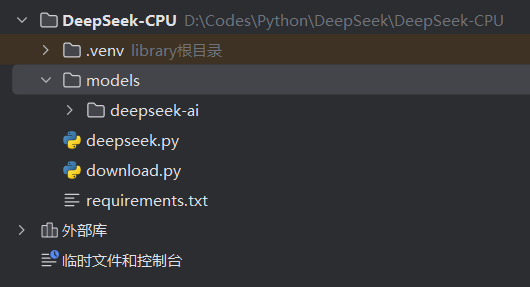 DeepSeek-CPU D:\Codes\Python\DeepSeek\DeepSeek-CPU
.venv library根目录
models
deepseek-ai
deepseek.py
download.py
requirements.txt
外部库
临时文件和控制台